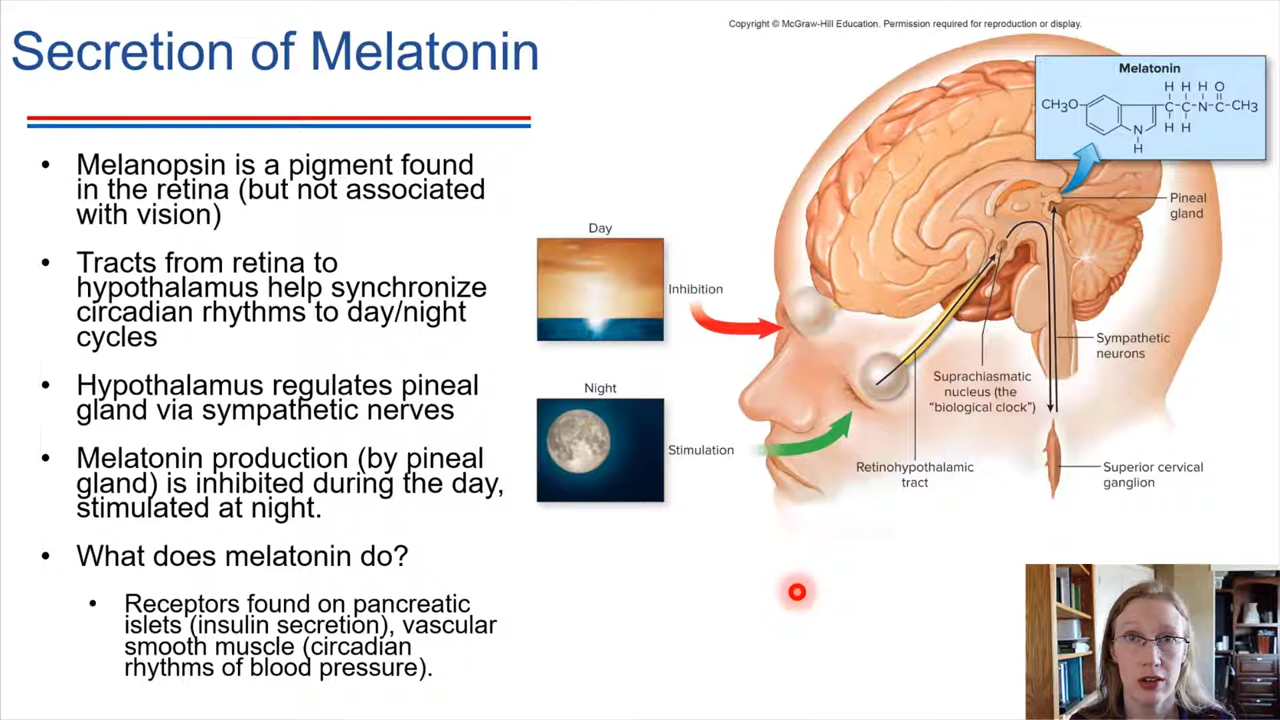 Copyright © McGraw-Hill Education. Permission required for reproduction or display.
Secretion of Melatonin
• Melanopsin is a pigment found
in the retina (but not associated
with vision)
• Tracts from retina to
hypothalamus help synchronize
circadian rhythms to day/night
cycles
• Hypothalamus regulates pineal
gland via sympathetic nerves
• Melatonin production (by pineal
gland) is inhibited during the day,
stimulated at night.
• What does melatonin do?
• Receptors found on pancreatic
islets (insulin secretion), vascular
smooth muscle (circadian
rhythms of blood pressure).
Day
Inhibition
Night
Stimulation
Melatonin
H H H O
CH3O C-C-N-C-CH3
H H
N
H
Pineal
gland
Sympathetic
neurons
Suprachiasmatic
nucleus (the
“biological clock”)
Retinohypothalamic
tract
Superior cervical
ganglion